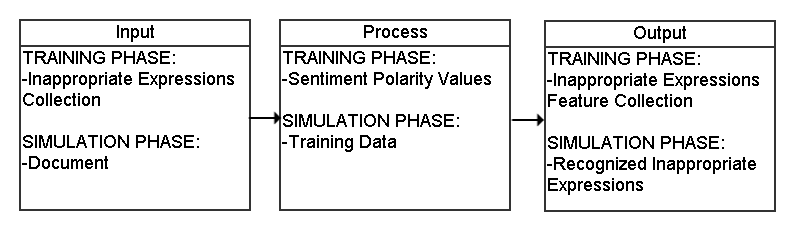 Input
TRAINING PHASE:
-Inappropriate Expressions
Collection
SIMULATION PHASE:
-Document
Process
TRAINING PHASE:
-Sentiment Polarity Values
SIMULATION PHASE:
-Training Data
Output
TRAINING PHASE:
-Inappropriate Expressions
Feature Collection
SIMULATION PHASE:
-Recognized Inappropriate
Expressions